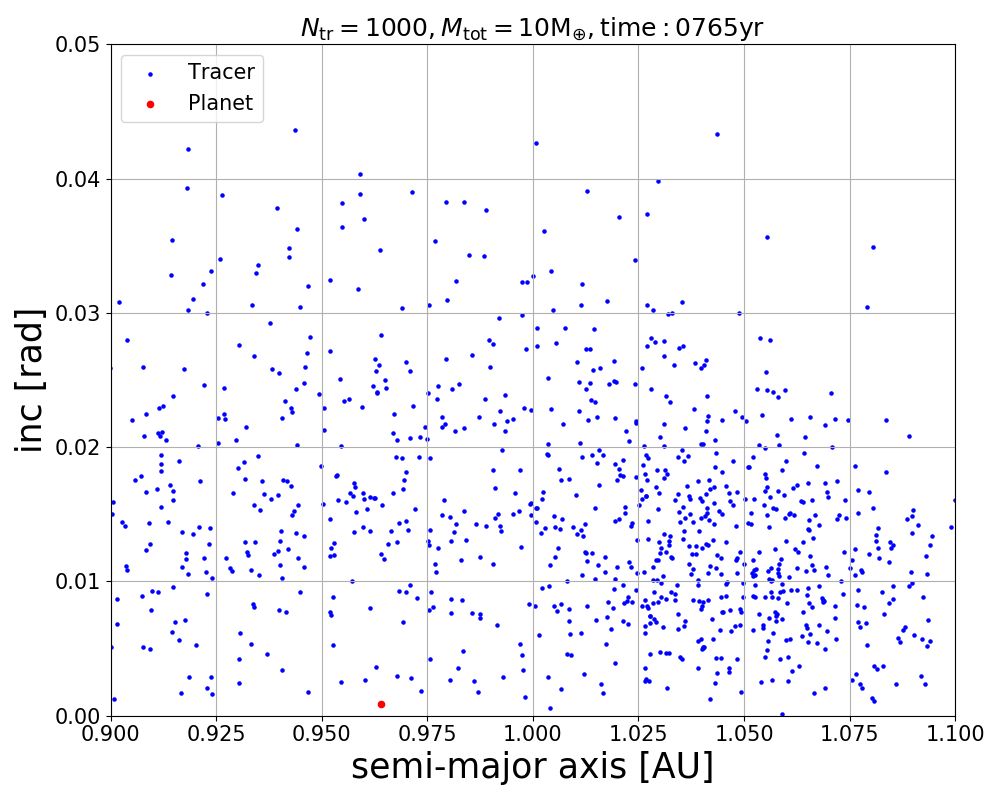 N_tr = 1000, M_tot = 10M_⊕, time : 0765yr
0.05
Tracer
Planet
0.04
0.03
inc [rad]
0.02
0.01
0.00
0.900 0.925 0.950 0.975 1.000 1.025 1.050 1.075 1.100
semi-major axis [AU]